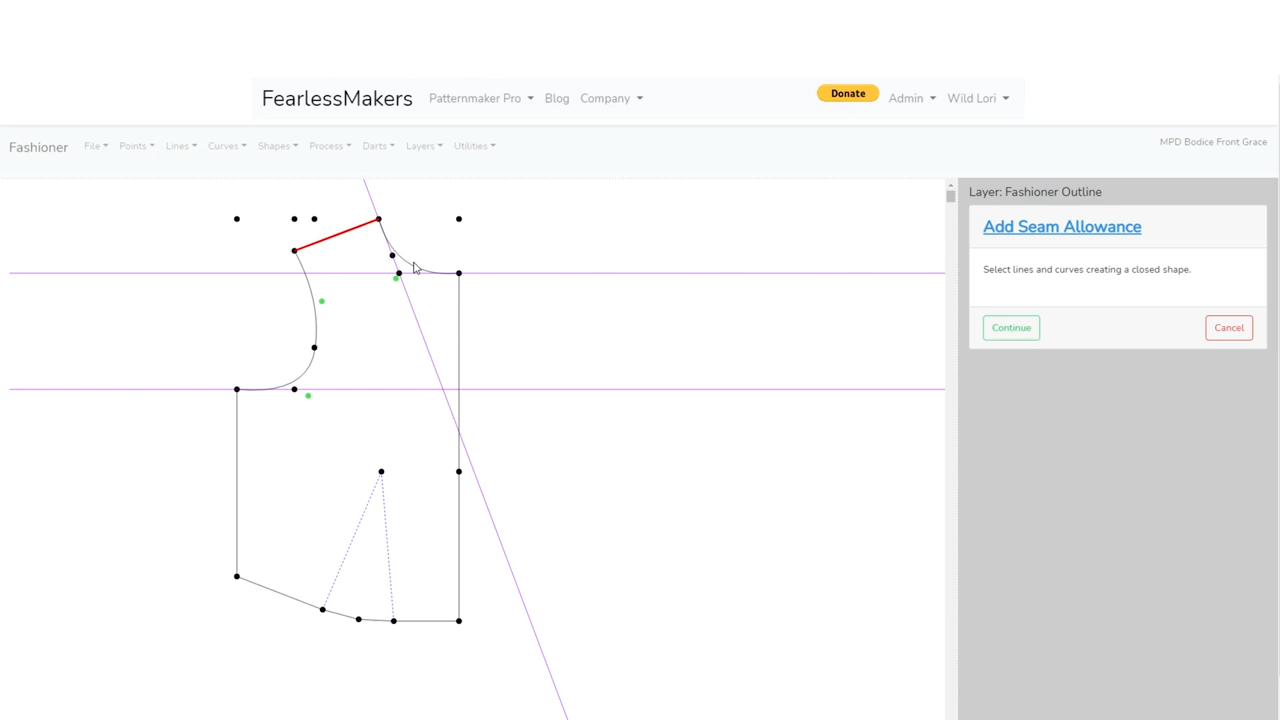 FearlessMakers Patternmaker Pro Blog Company Donate Admin Wild Lori
Fashioner File Points Lines Curves Shapes Process Darts Layers Utilities MPD Bodice Front Grace
Layer: Fashioner Outline
Add Seam Allowance
Select lines and curves creating a closed shape.
Continue Cancel